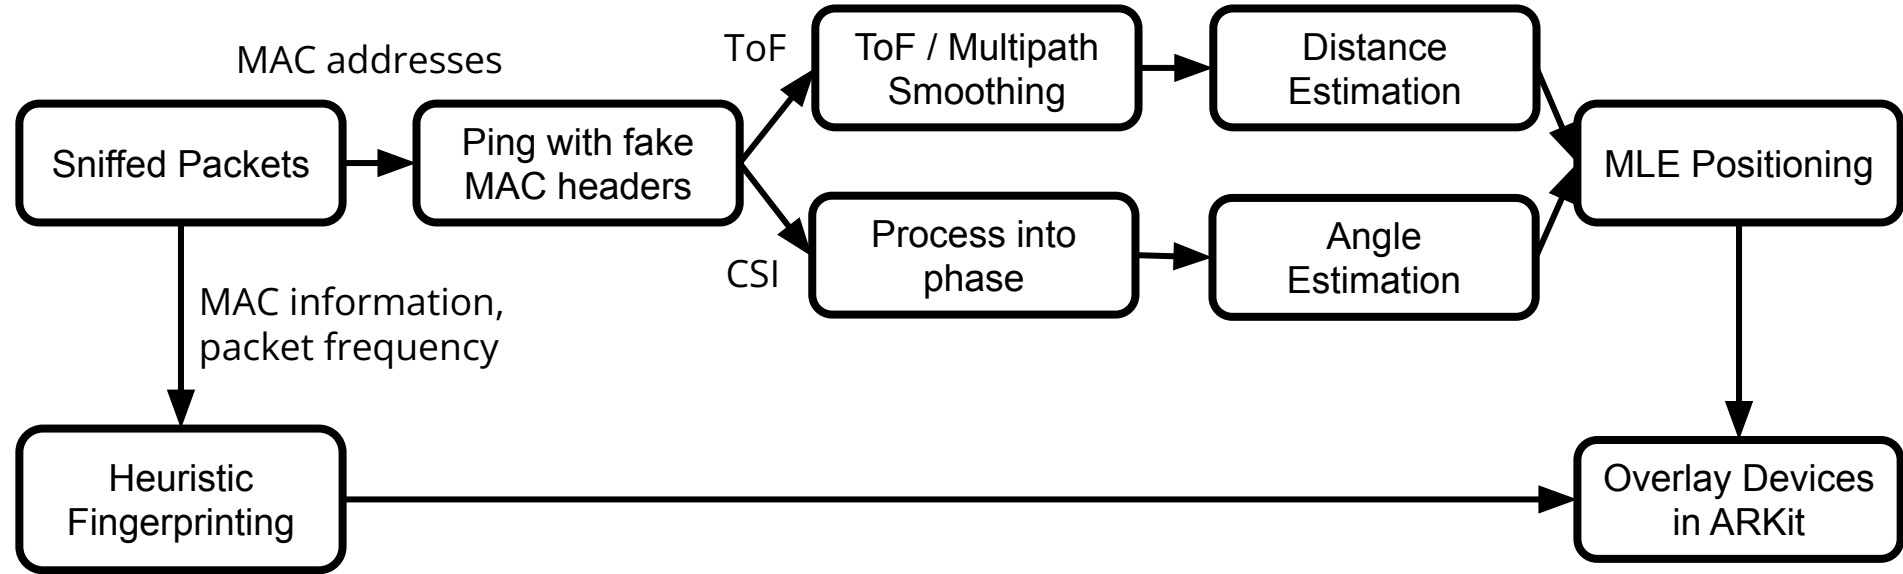 MAC addresses
Sniffed Packets
Ping with fake
MAC headers
ToF
ToF / Multipath
Smoothing
Distance
Estimation
CSI
Process into
phase
Angle
Estimation
MLE Positioning
MAC information,
packet frequency
Heuristic
Fingerprinting
Overlay Devices
in ARKit